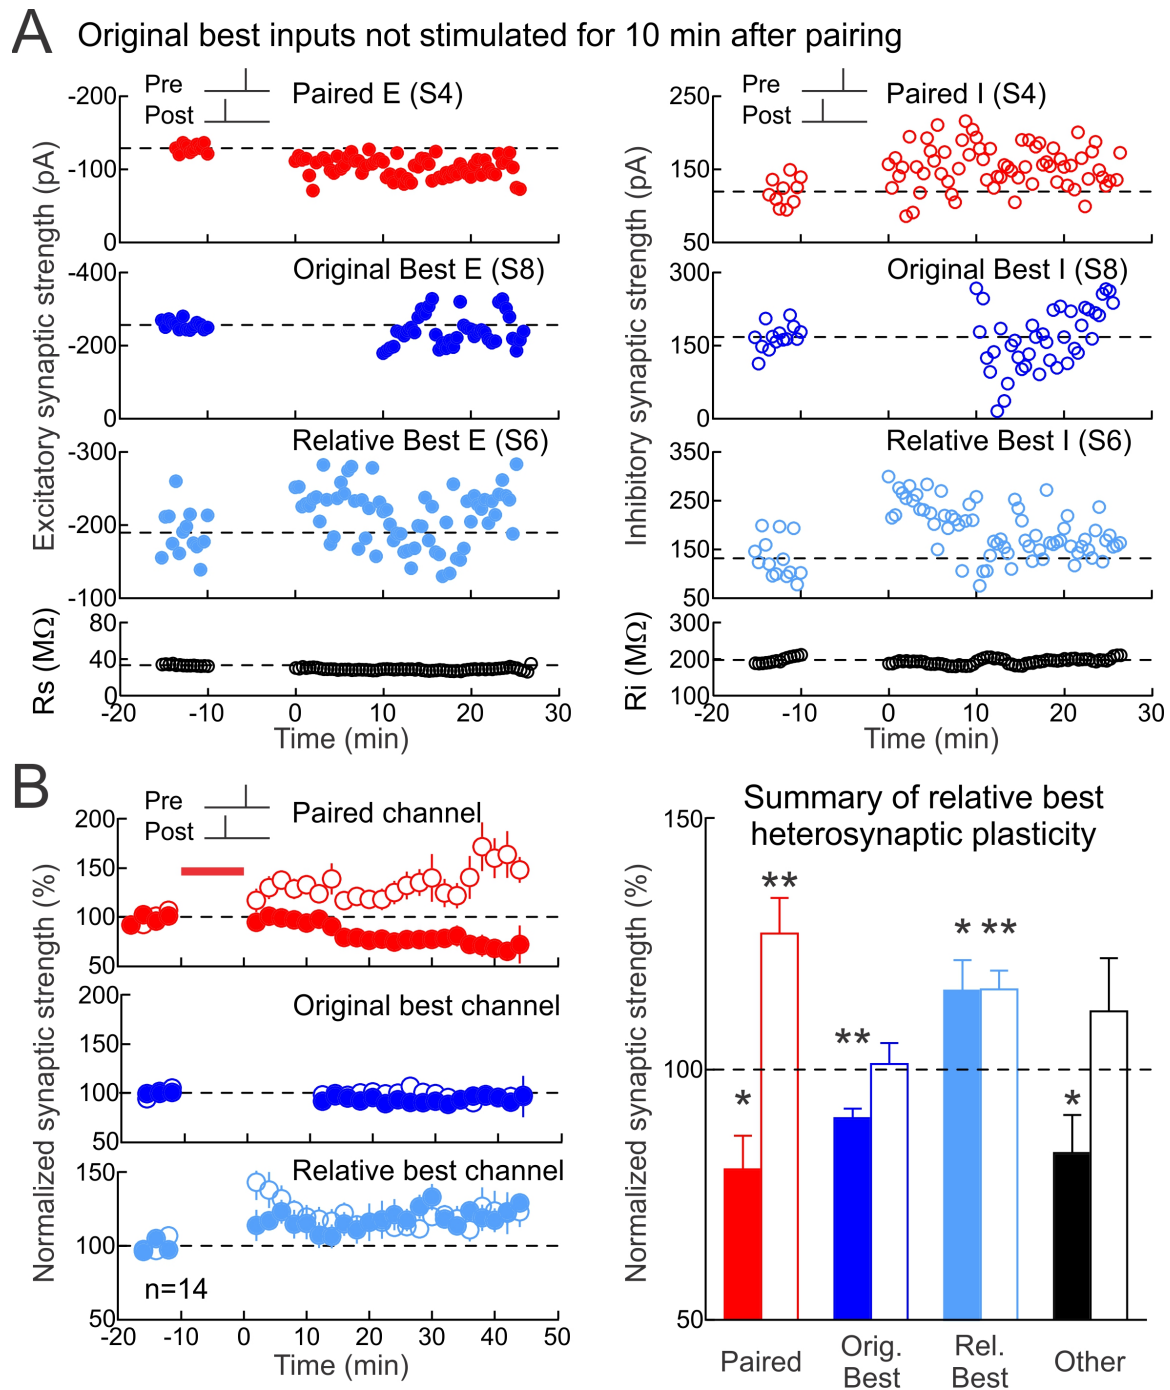 A Original best inputs not stimulated for 10 min after pairing
Excitatory synaptic strength (pA)
Pre
Post
Paired E (S4)
-200
-100
0
Original Best E (S8)
-400
-200
0
Relative Best E (S6)
-300
-200
-100
Rs (MΩ)
80
40
0
-20 -10 0 10 20 30
Time (min)
Inhibitory synaptic strength (pA)
Pre
Post
Paired I (S4)
250
150
50
Original Best I (S8)
300
150
0
Relative Best I (S6)
350
250
150
50
Ri (MΩ)
300
200
100
-20 -10 0 10 20 30
Time (min)
B
Normalized synaptic strength (%)
Pre
Post
Paired channel
200
150
100
50
Original best channel
200
150
100
50
Relative best channel
150
100
50
n=14
-20 -10 0 10 20 30 40 50
Time (min)
Summary of relative best
heterosynaptic plasticity
Normalized synaptic strength (%)
150
100
50
* ** ** * ** *
Paired Orig. Best Rel. Best Other